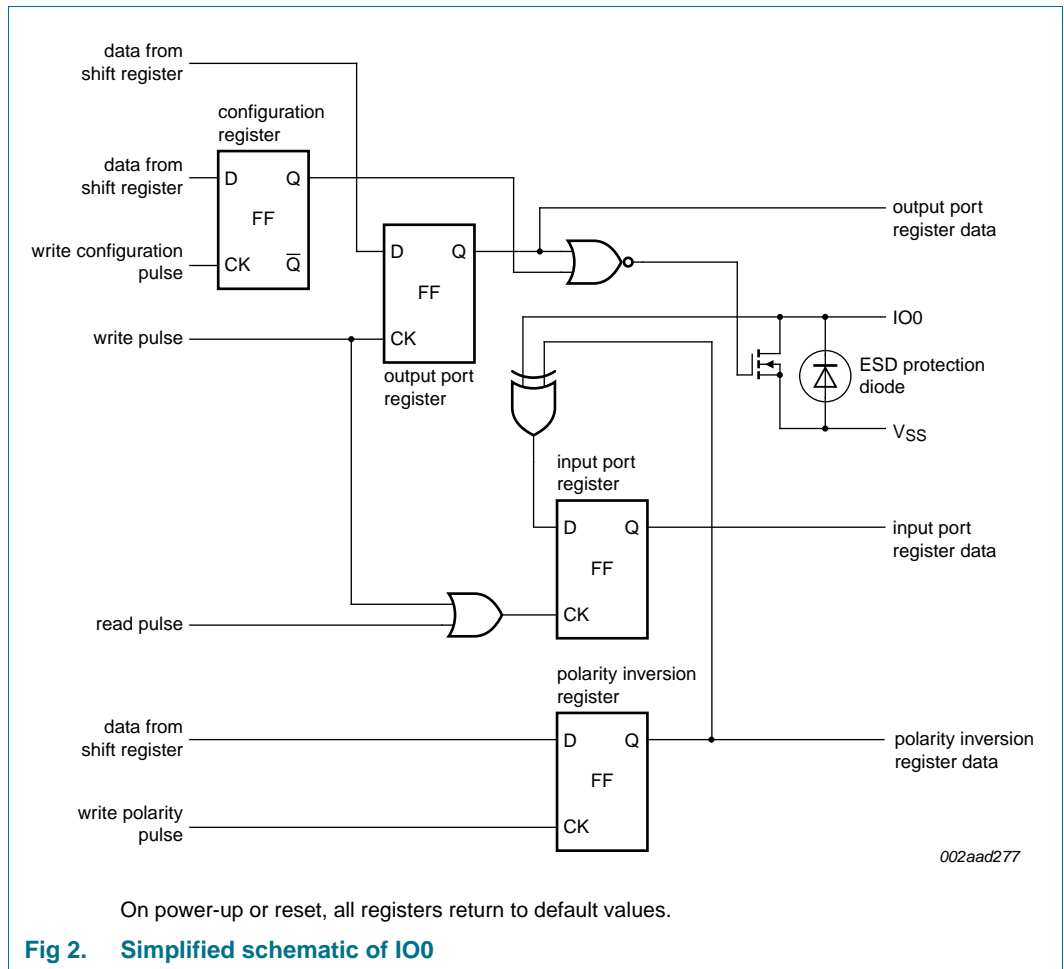 data from
shift register
configuration
register
data from
shift register
D
Q
FF
write configuration
pulse
CK
Q̅
output port
register data
D
Q
FF
write pulse
CK
output port
register
IO0
ESD protection
diode
VSS
input port
register
D
Q
FF
input port
register data
CK
read pulse
polarity inversion
register
data from
shift register
D
Q
FF
polarity inversion
register data
write polarity
pulse
CK
002aad277
On power-up or reset, all registers return to default values.
Fig 2. Simplified schematic of IO0